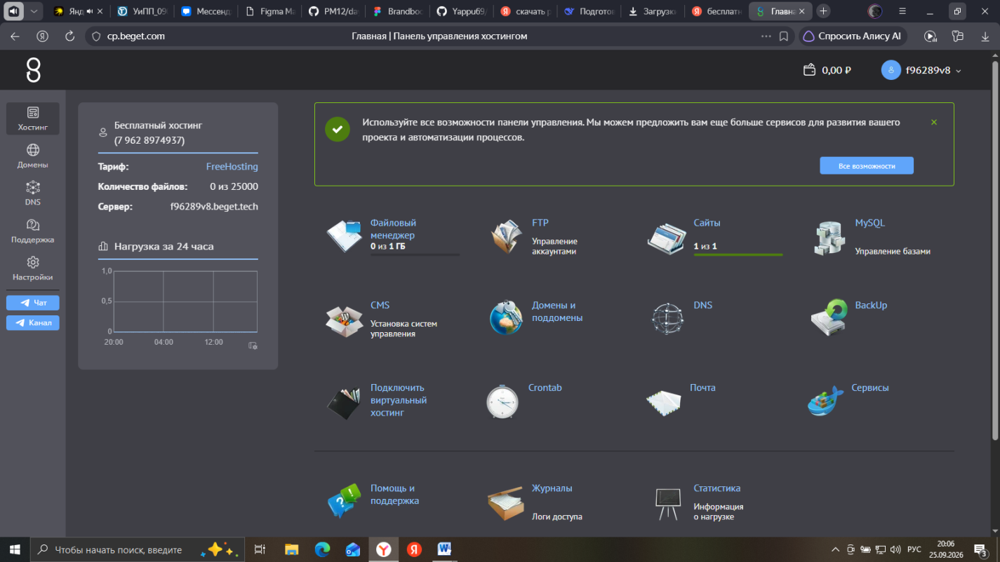 Янд
УиПП_09
Мессенд
Figma Ma
PM12/da
Brandboo
Yappu69/
скачать р
Подготов
Загрузки
бесплатн
Главна
cp.beget.com
Главная | Панель управления хостингом
Спросить Алису AI
0,00 ₽
f96289v8
Хостинг
Домены
DNS
Поддержка
Настройки
Чат
Канал
Бесплатный хостинг
(7 962 8974937)
Тариф: FreeHosting
Количество файлов: 0 из 25000
Сервер: f96289v8.beget.tech
Нагрузка за 24 часа
1,0
0,5
0
20:00 04:00 12:00
Используйте все возможности панели управления. Мы можем предложить вам еще больше сервисов для развития вашего
проекта и автоматизации процессов.
Все возможности
Файловый
менеджер
0 из 1 ГБ
FTP
Управление
аккаунтами
Сайты
1 из 1
MySQL
Управление базами
CMS
Установка систем
управления
Домены и
поддомены
DNS
BackUp
Подключить
виртуальный
хостинг
Crontab
Почта
Сервисы
Помощь и
поддержка
Журналы
Логи доступа
Статистика
Информация
о нагрузке
Чтобы начать поиск, введите
РУС
20:06
25.09.2026
3